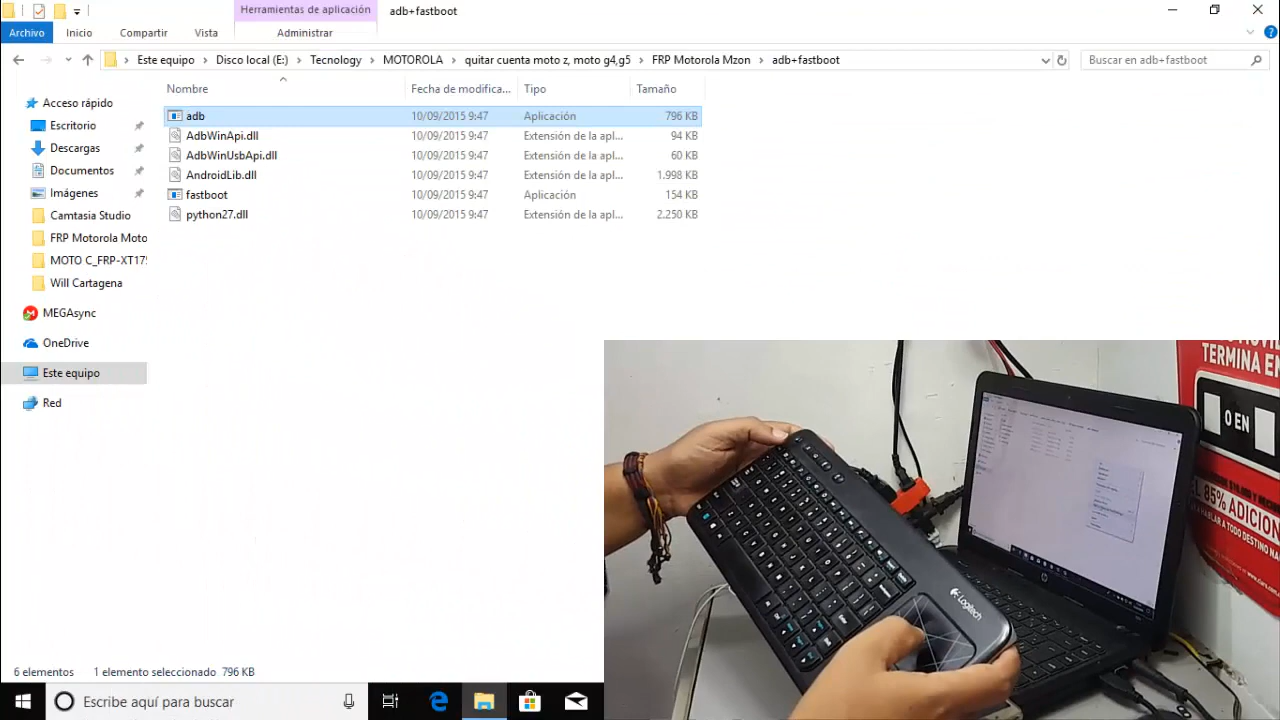 Herramientas de aplicación
adb+fastboot
Archivo
Inicio
Compartir
Vista
Administrar
Este equipo
Disco local (E:)
Tecnology
MOTOROLA
quitar cuenta moto z, moto g4,g5
FRP Motorola Mzon
adb+fastboot
Buscar en adb+fastboot
Nombre
Fecha de modifica...
Tipo
Tamaño
adb 10/09/2015 9:47 Aplicación 796 KB
AdbWinApi.dll 10/09/2015 9:47 Extensión de la apl... 94 KB
AdbWinUsbApi.dll 10/09/2015 9:47 Extensión de la apl... 60 KB
AndroidLib.dll 10/09/2015 9:47 Extensión de la apl... 1.998 KB
fastboot 10/09/2015 9:47 Aplicación 154 KB
python27.dll 10/09/2015 9:47 Extensión de la apl... 2.250 KB
Acceso rápido
Escritorio
Descargas
Documentos
Imágenes
Camtasia Studio
FRP Motorola Moto
MOTO C_FRP-XT175
Will Cartagena
MEGAsync
OneDrive
Este equipo
Red
TERMINA EN
0 EN
EL 85% ADICION
A HABLAR A TODO DESTINO
Logitech
6 elementos
1 elemento seleccionado 796 KB
Escribe aquí para buscar